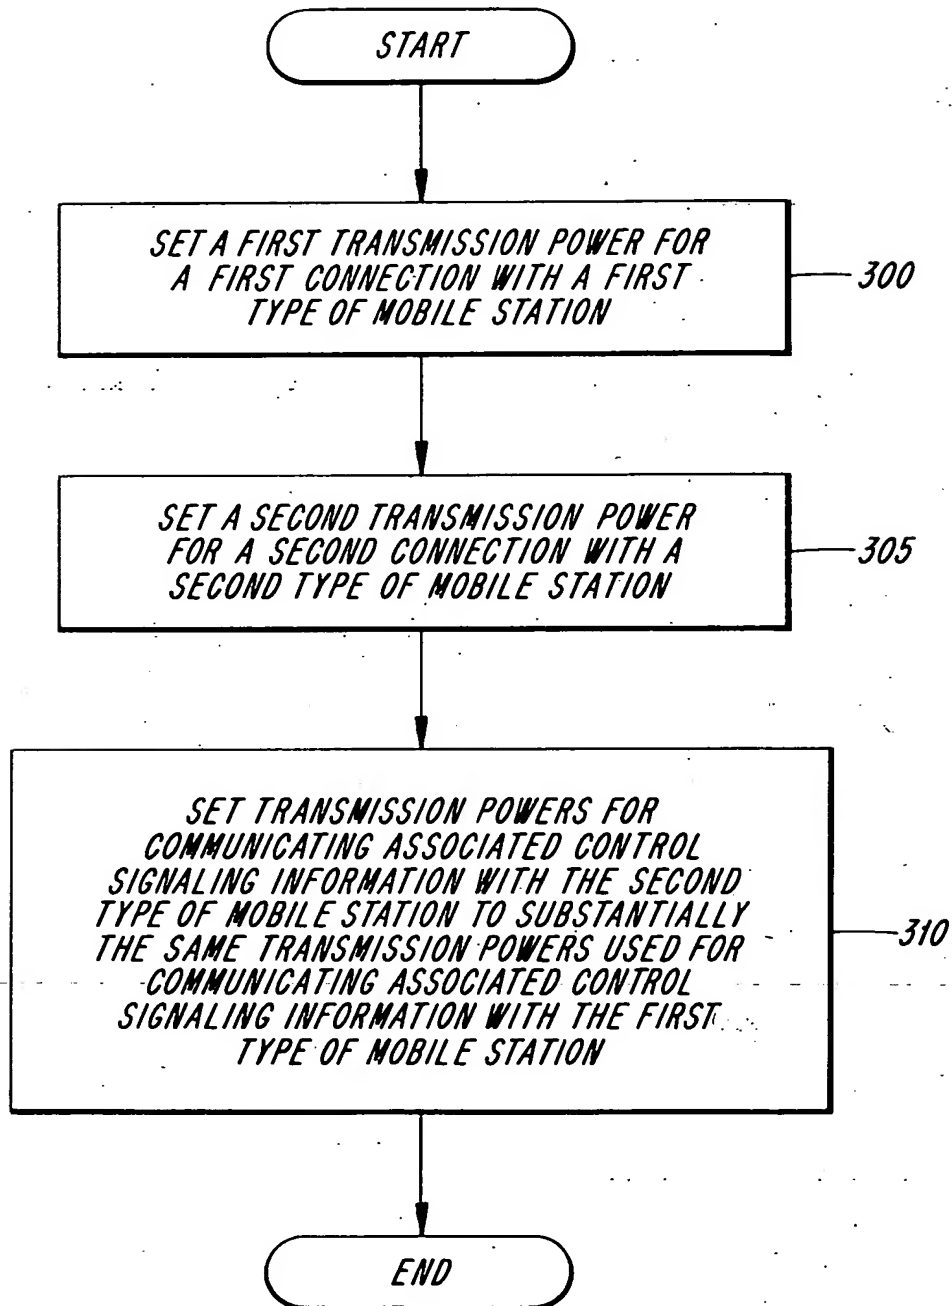 START
SET A FIRST TRANSMISSION POWER FOR
A FIRST CONNECTION WITH A FIRST
TYPE OF MOBILE STATION
300
SET A SECOND TRANSMISSION POWER
FOR A SECOND CONNECTION WITH A
SECOND TYPE OF MOBILE STATION
305
SET TRANSMISSION POWERS FOR
COMMUNICATING ASSOCIATED CONTROL
SIGNALING INFORMATION WITH THE SECOND
TYPE OF MOBILE STATION TO SUBSTANTIALLY
THE SAME TRANSMISSION POWERS USED FOR
COMMUNICATING ASSOCIATED CONTROL
SIGNALING INFORMATION WITH THE FIRST
TYPE OF MOBILE STATION
310
END